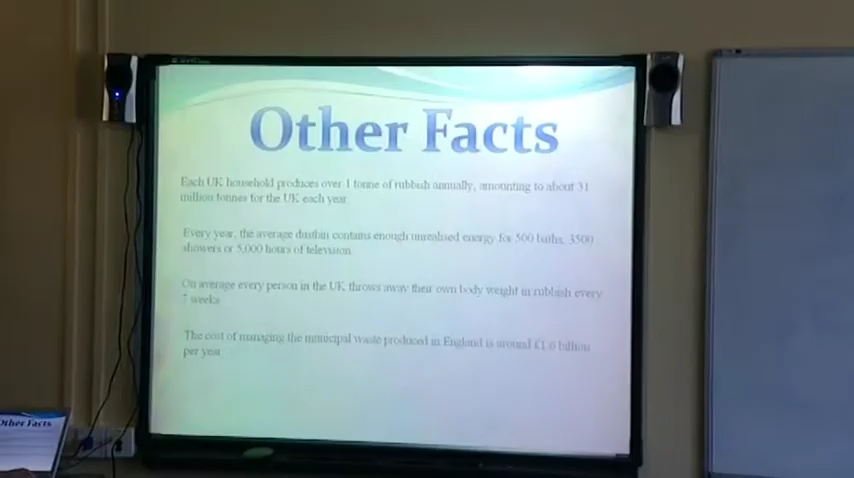 Other Facts
Each UK household produces over 1 tonne of rubbish annually, amounting to about 31
million tonnes for the UK each year.
Every year, the average dustbin contains enough unrealised energy for 500 baths, 3500
showers or 5,000 hours of television.
On average every person in the UK throws away their own body weight in rubbish every
7 weeks.
The cost of managing the municipal waste produced in England is around £1.6 billion
per year.
Other Facts